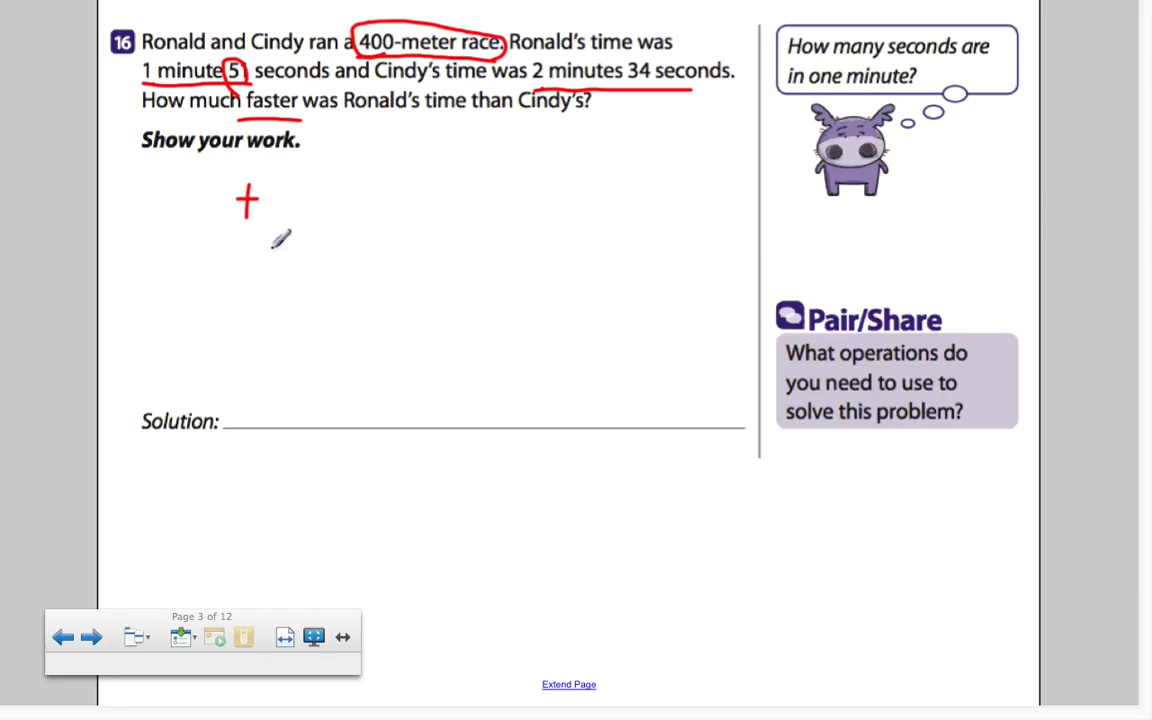 16 Ronald and Cindy ran a 400-meter race. Ronald's time was
1 minute seconds and Cindy's time was 2 minutes 34 seconds.
How much faster was Ronald's time than Cindy's?
Show your work.
+
Solution:
How many seconds are
in one minute?
Pair/Share
What operations do
you need to use to
solve this problem?
Page 3 of 12
Extend Page